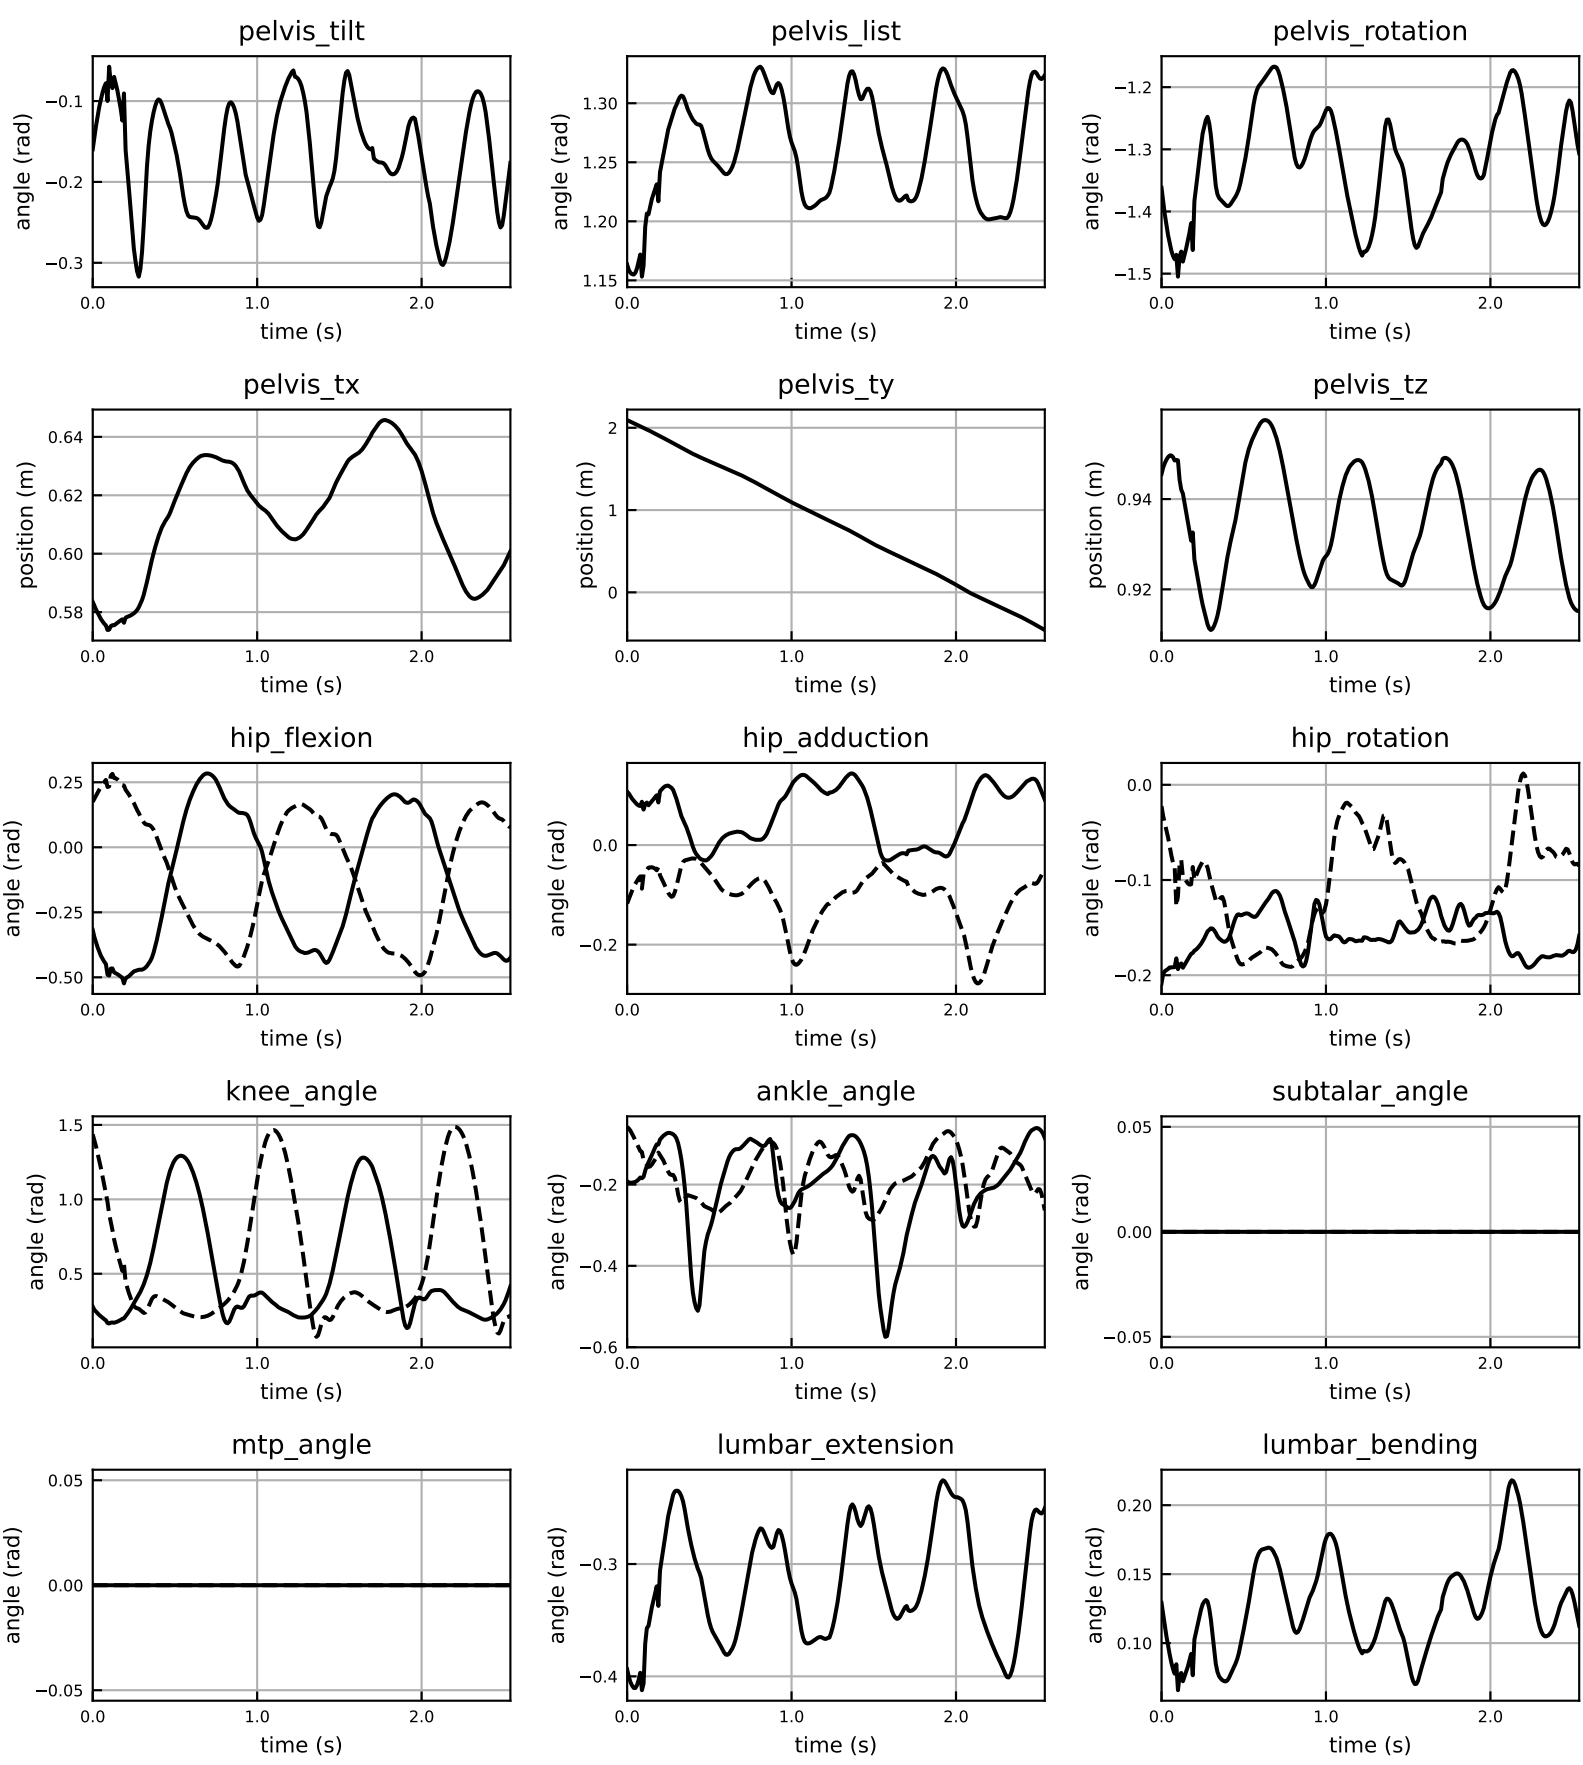 pelvis_tilt
angle (rad)
−0.1
−0.2
−0.3
0.0 1.0 2.0
time (s)
pelvis_list
angle (rad)
1.30
1.25
1.20
1.15
0.0 1.0 2.0
time (s)
pelvis_rotation
angle (rad)
−1.2
−1.3
−1.4
−1.5
0.0 1.0 2.0
time (s)
pelvis_tx
position (m)
0.64
0.62
0.60
0.58
0.0 1.0 2.0
time (s)
pelvis_ty
position (m)
2
1
0
0.0 1.0 2.0
time (s)
pelvis_tz
position (m)
0.94
0.92
0.0 1.0 2.0
time (s)
hip_flexion
angle (rad)
0.25
0.00
−0.25
−0.50
0.0 1.0 2.0
time (s)
hip_adduction
angle (rad)
0.0
−0.2
0.0 1.0 2.0
time (s)
hip_rotation
angle (rad)
0.0
−0.1
−0.2
0.0 1.0 2.0
time (s)
knee_angle
angle (rad)
1.5
1.0
0.5
0.0 1.0 2.0
time (s)
ankle_angle
angle (rad)
−0.2
−0.4
−0.6
0.0 1.0 2.0
time (s)
subtalar_angle
angle (rad)
0.05
0.00
−0.05
0.0 1.0 2.0
time (s)
mtp_angle
angle (rad)
0.05
0.00
−0.05
0.0 1.0 2.0
time (s)
lumbar_extension
angle (rad)
−0.3
−0.4
0.0 1.0 2.0
time (s)
lumbar_bending
angle (rad)
0.20
0.15
0.10
0.0 1.0 2.0
time (s)